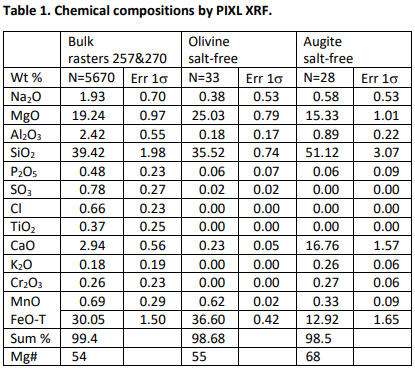 Table 1. Chemical compositions by PIXL XRF.
Bulk rasters 257&270 Olivine salt-free Augite salt-free
Wt % N=5670 Err 1σ N=33 Err 1σ N=28 Err 1σ
Na₂O 1.93 0.70 0.38 0.53 0.58 0.53
MgO 19.24 0.97 25.03 0.79 15.33 1.01
Al₂O₃ 2.42 0.55 0.18 0.17 0.89 0.22
SiO₂ 39.42 1.98 35.52 0.74 51.12 3.07
P₂O₅ 0.48 0.23 0.06 0.07 0.06 0.09
SO₃ 0.78 0.27 0.02 0.02 0.00 0.00
Cl 0.66 0.23 0.00 0.00 0.00 0.00
TiO₂ 0.37 0.25 0.00 0.00 0.00 0.00
CaO 2.94 0.56 0.23 0.05 16.76 1.57
K₂O 0.18 0.19 0.00 0.00 0.26 0.06
Cr₂O₃ 0.26 0.23 0.00 0.00 0.27 0.06
MnO 0.69 0.29 0.62 0.02 0.33 0.09
FeO-T 30.05 1.50 36.60 0.42 12.92 1.65
Sum % 99.4 98.68 98.5
Mg# 54 55 68